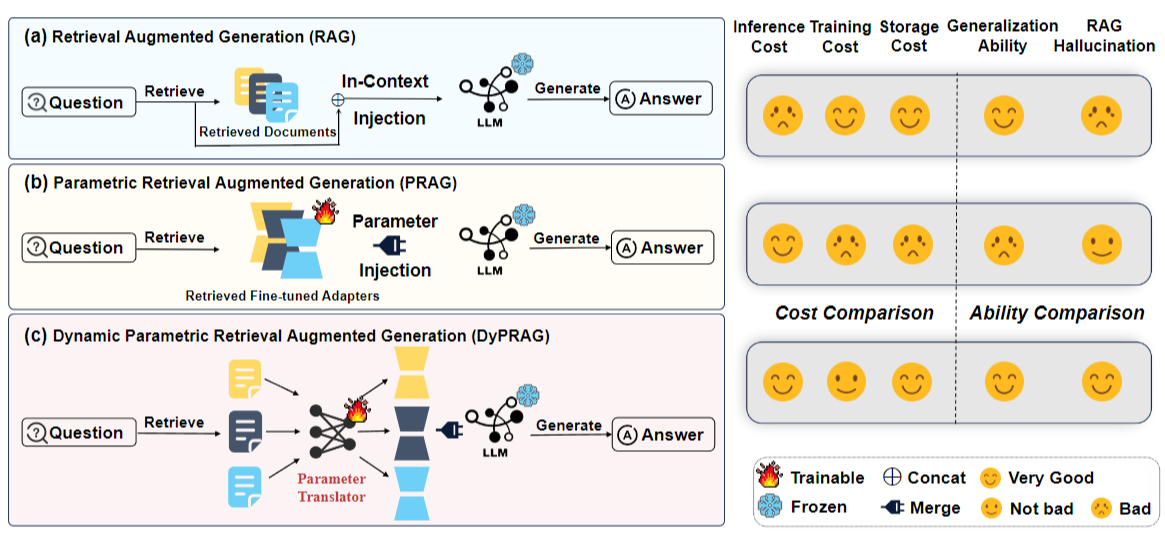 (a) Retrieval Augmented Generation (RAG)
Question
Retrieve
Retrieved Documents
In-Context
Injection
LLM
Generate
A
Answer
(b) Parametric Retrieval Augmented Generation (PRAG)
Question
Retrieve
Retrieved Fine-tuned Adapters
Parameter
Injection
LLM
Generate
A
Answer
(c) Dynamic Parametric Retrieval Augmented Generation (DyPRAG)
Question
Retrieve
Parameter
Translator
LLM
Generate
A
Answer
Inference Training Storage Generalization RAG
Cost Cost Cost Ability Hallucination
Cost Comparison
Ability Comparison
Trainable
Concat
Very Good
Frozen
Merge
Not bad
Bad